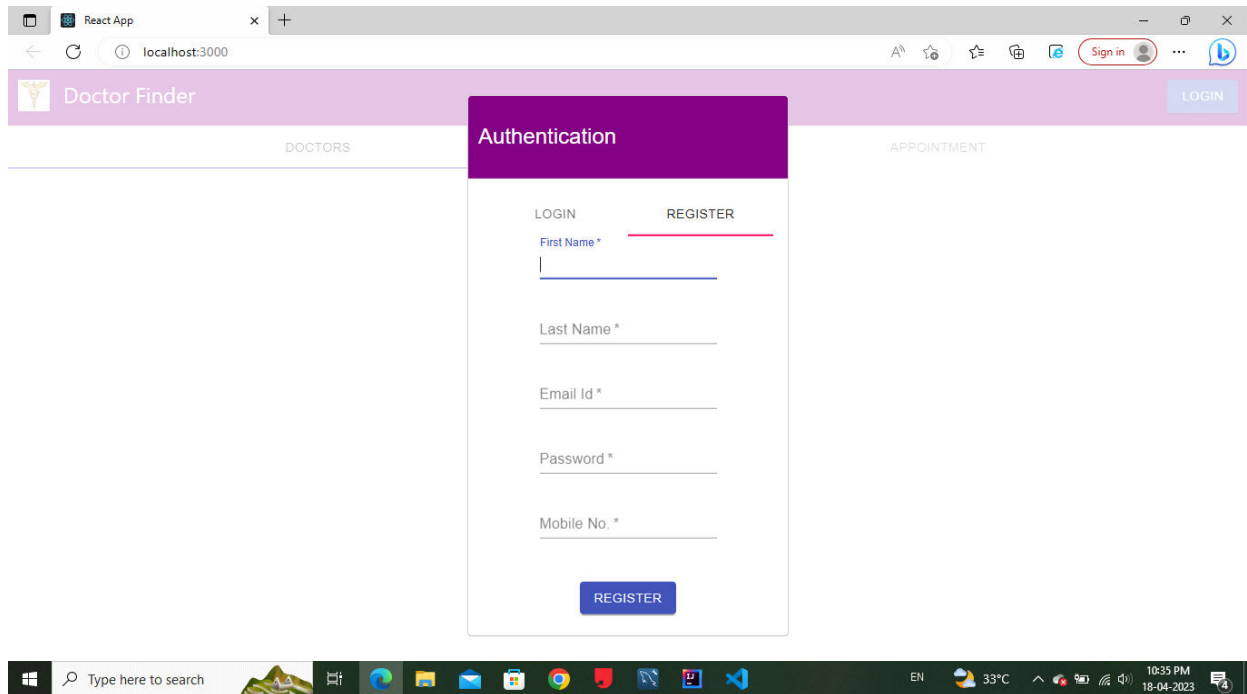 React App
localhost:3000
Sign in
Doctor Finder
LOGIN
DOCTORS
APPOINTMENT
Authentication
LOGIN REGISTER
First Name *
Last Name *
Email Id *
Password *
Mobile No. *
REGISTER
Type here to search
EN
33°C
10:35 PM
18-04-2023
4